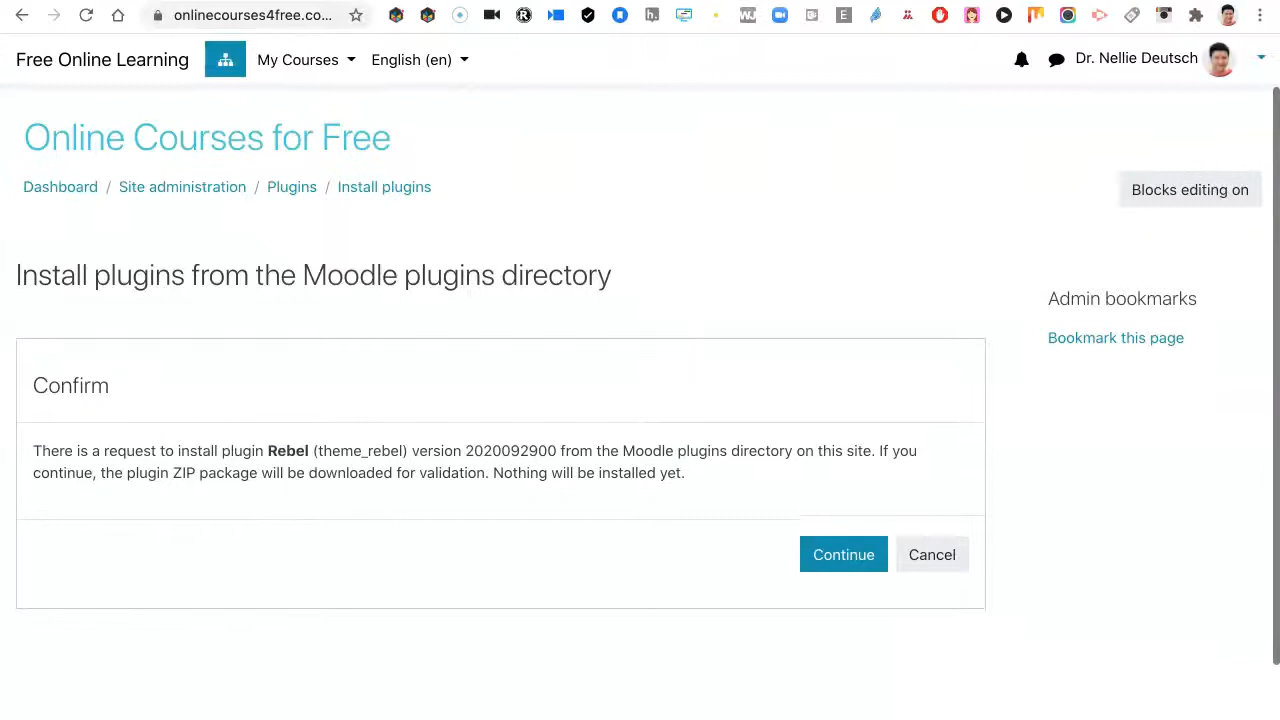 onlinecourses4free.co...
Free Online Learning
My Courses
English (en)
Dr. Nellie Deutsch
Online Courses for Free
Dashboard / Site administration / Plugins / Install plugins
Blocks editing on
Install plugins from the Moodle plugins directory
Admin bookmarks
Bookmark this page
Confirm
There is a request to install plugin Rebel (theme_rebel) version 2020092900 from the Moodle plugins directory on this site. If you
continue, the plugin ZIP package will be downloaded for validation. Nothing will be installed yet.
Continue
Cancel